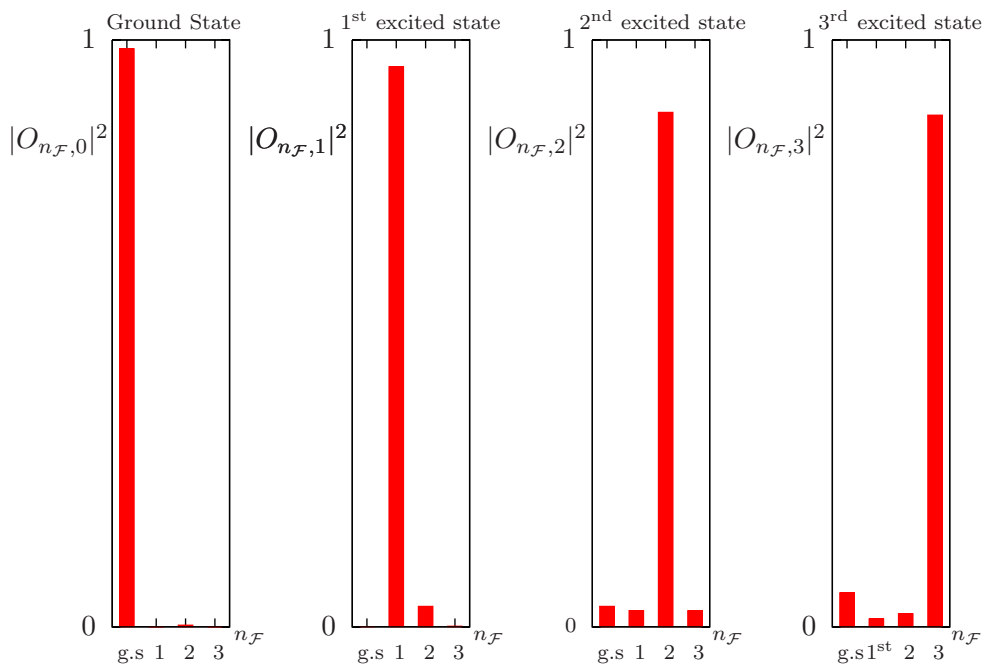 Ground State
1st excited state
2nd excited state
3rd excited state
1
1
1
1
|O_{n_ℱ,0}|^2
|O_{n_ℱ,1}|^2
|O_{n_ℱ,2}|^2
|O_{n_ℱ,3}|^2
0
0
0
0
n_ℱ
n_ℱ
n_ℱ
n_ℱ
g.s 1 2 3
g.s 1 2 3
g.s 1 2 3
g.s 1st 2 3